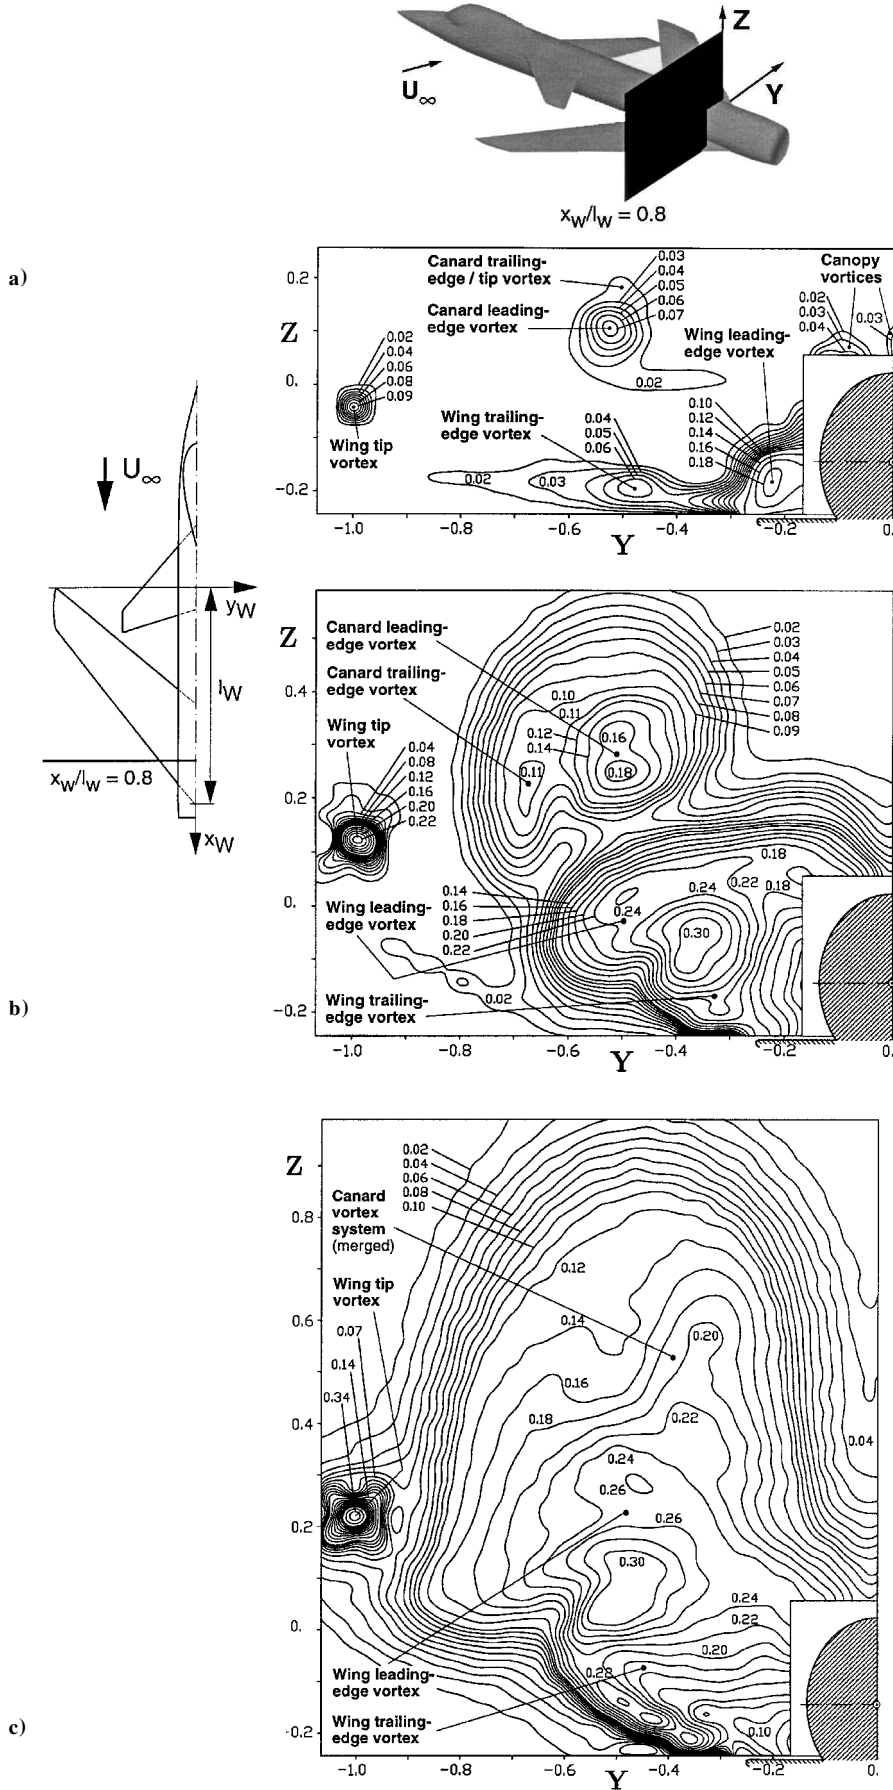 Z
U∞
Y
xW/lW = 0.8
a)
0.2
Z
0.
-0.2
Canard trailing-
edge / tip vortex
0.03
0.04
0.05
0.06
0.07
Canard leading-
edge vortex
Canopy
vortices
0.02
0.03
0.04
0.03
Wing leading-
edge vortex
0.02
0.04
0.06
0.08
0.09
Wing tip
vortex
0.02
Wing trailing-
edge vortex
0.04
0.05
0.06
0.10
0.12
0.14
0.16
0.18
0.02
0.03
-1.0
-0.8
-0.6
-0.4
-0.2
0.
Y
U∞
yW
lW
xW/lW = 0.8
xW
b)
Z
0.4
0.2
0.
-0.2
Canard leading-
edge vortex
Canard trailing-
edge vortex
Wing tip
vortex
0.02
0.03
0.04
0.05
0.06
0.07
0.08
0.09
0.10
0.11
0.12
0.14
0.16
0.18
0.11
0.04
0.08
0.12
0.16
0.20
0.22
0.14
0.16
0.18
0.20
0.22
0.18
0.22
0.18
0.24
0.24
0.30
Wing leading-
edge vortex
0.02
Wing trailing-
edge vortex
-1.0
-0.8
-0.6
-0.4
-0.2
0.
Y
c)
Z
0.8
0.6
0.4
0.2
0.
-0.2
0.02
0.04
0.06
0.08
0.10
Canard
vortex
system
(merged)
Wing tip
vortex
0.07
0.14
0.34
0.12
0.14
0.20
0.16
0.18
0.22
0.04
0.24
0.26
0.26
0.30
0.24
0.22
0.20
0.28
0.10
Wing leading-
edge vortex
Wing trailing-
edge vortex
-1.0
-0.8
-0.6
-0.4
-0.2
0.
Y